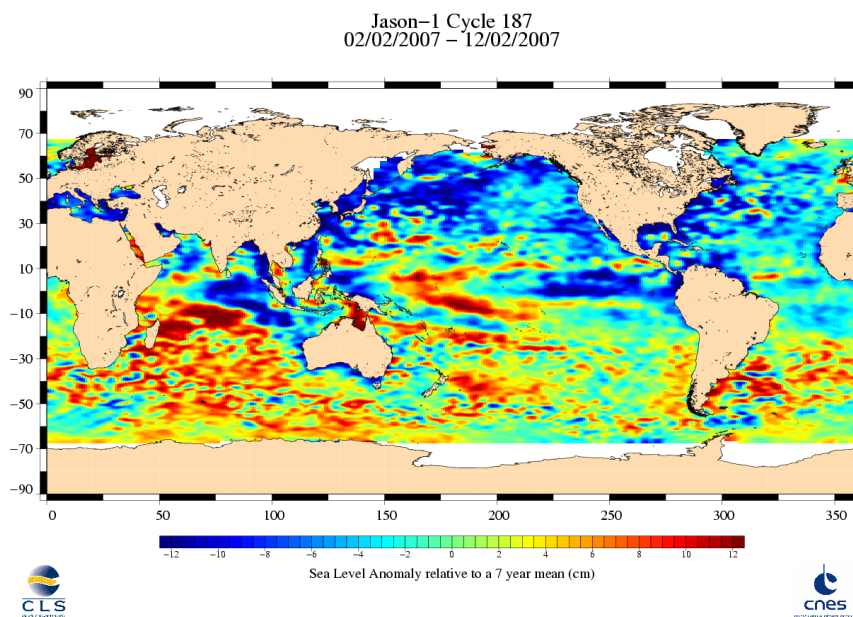 Jason−1 Cycle 187
02/02/2007 − 12/02/2007
90
70
50
30
10
−10
−30
−50
−70
−90
0 50 100 150 200 250 300 350
−12 −10 −8 −6 −4 −2 0 2 4 6 8 10 12
Sea Level Anomaly relative to a 7 year mean (cm)
CLS
cnes